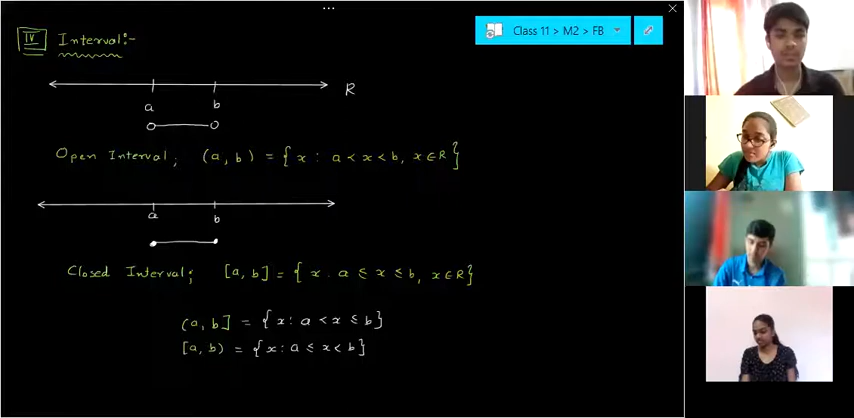 ...
Class 11 > M2 > FB
IV Interval:-
R
a b
Open Interval; (a, b) = { x : a < x < b, x ∈ R }
a b
Closed Interval; [a, b] = { x . a ≤ x ≤ b, x ∈ R }
(a, b] = { x : a < x ≤ b }
[a, b) = { x : a ≤ x < b }